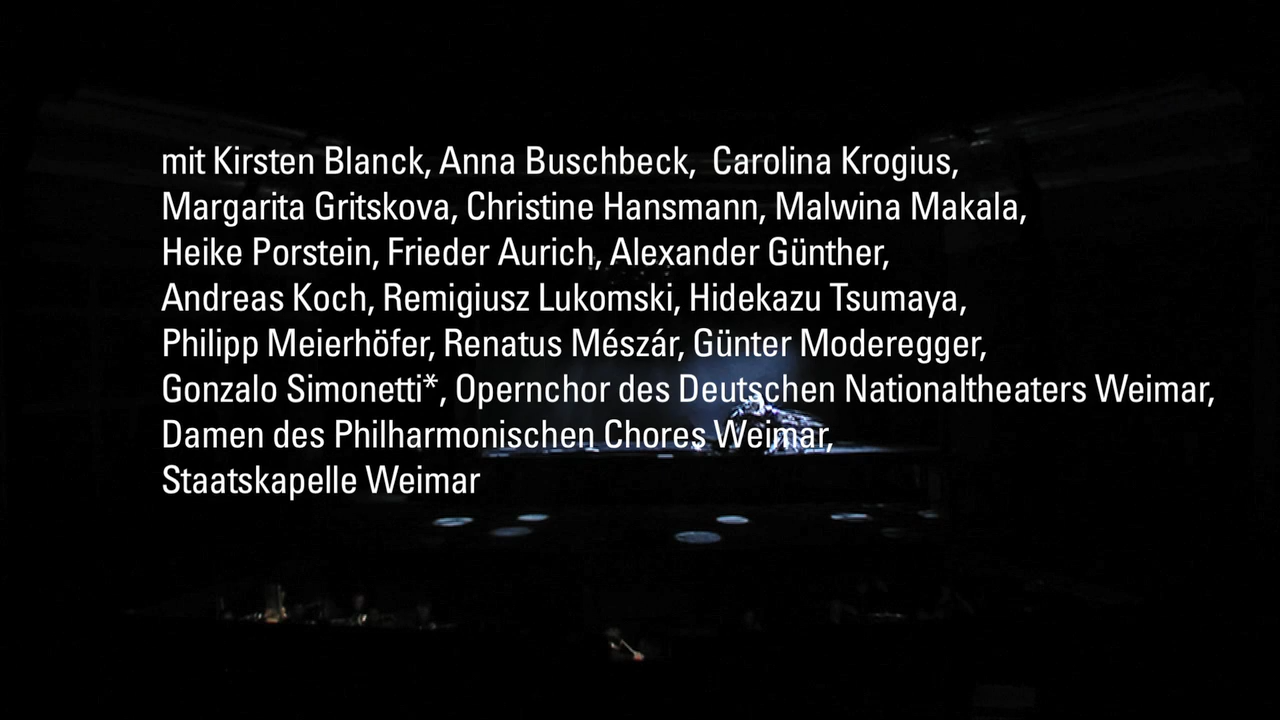 mit Kirsten Blanck, Anna Buschbeck,  Carolina Krogius,
Margarita Gritskova, Christine Hansmann, Malwina Makala,
Heike Porstein, Frieder Aurich, Alexander Günther,
Andreas Koch, Remigiusz Lukomski, Hidekazu Tsumaya,
Philipp Meierhöfer, Renatus Mészár, Günter Moderegger,
Gonzalo Simonetti*, Opernchor des Deutschen Nationaltheaters Weimar,
Damen des Philharmonischen Chores Weimar,
Staatskapelle Weimar